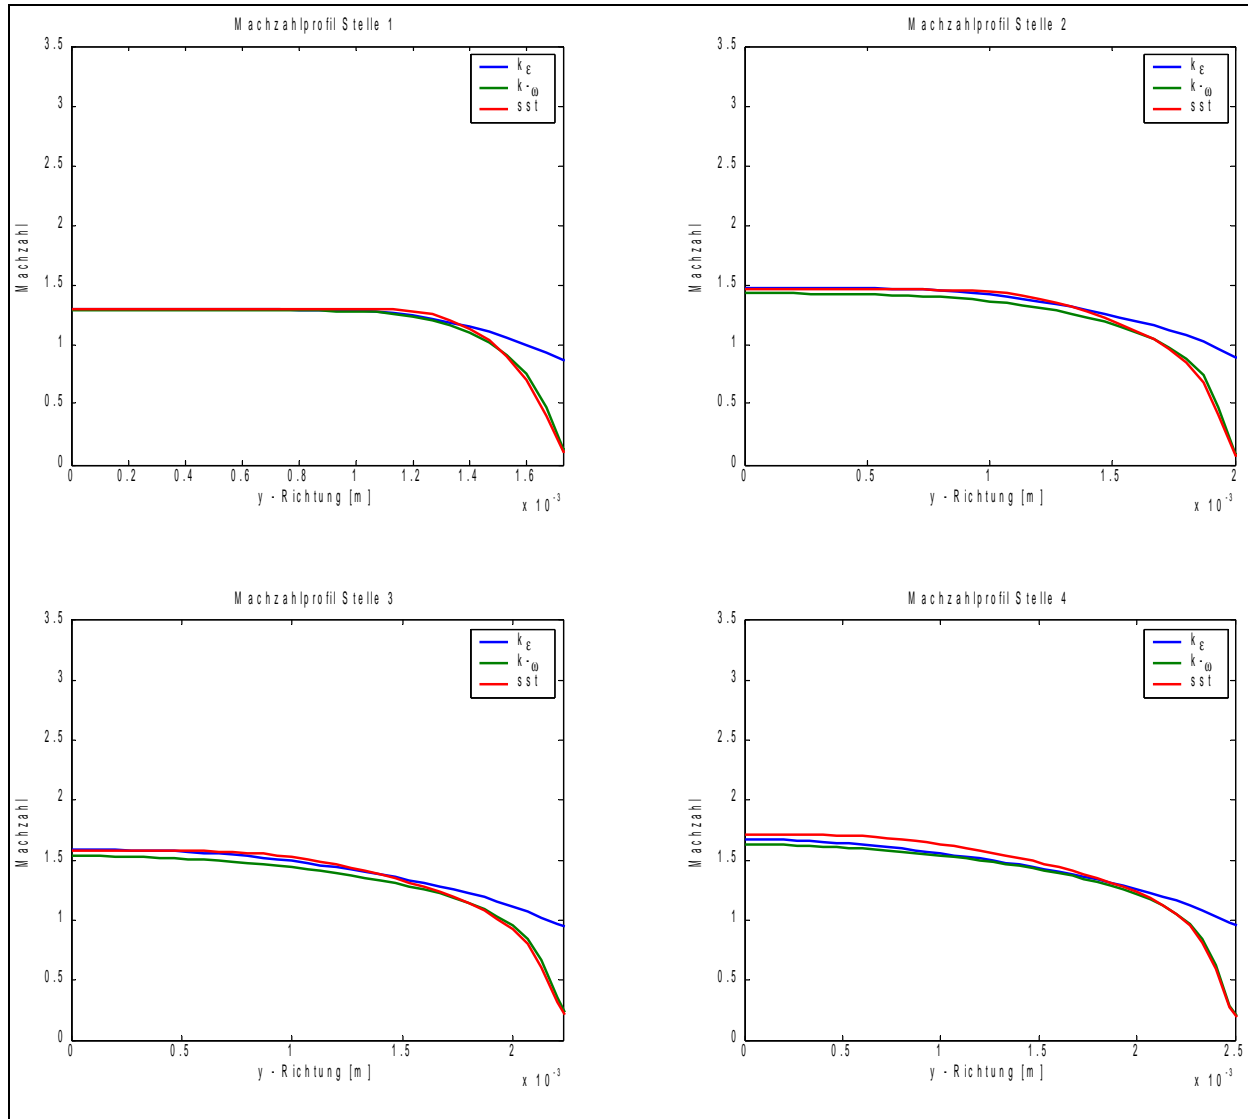 Machzahlprofil Stelle 1
3.5
3
2.5
2
1.5
1
0.5
0
Machzahl
k ε
k-ω
sst
0 0.2 0.4 0.6 0.8 1 1.2 1.4 1.6
y - Richtung [m]
x 10-3
Machzahlprofil Stelle 2
3.5
3
2.5
2
1.5
1
0.5
0
Machzahl
k ε
k-ω
sst
0 0.5 1 1.5 2
y - Richtung [m]
x 10-3
Machzahlprofil Stelle 3
3.5
3
2.5
2
1.5
1
0.5
0
Machzahl
k ε
k-ω
sst
0 0.5 1 1.5 2
y - Richtung [m]
x 10-3
Machzahlprofil Stelle 4
3.5
3
2.5
2
1.5
1
0.5
0
Machzahl
k ε
k-ω
sst
0 0.5 1 1.5 2 2.5
y - Richtung [m]
x 10-3